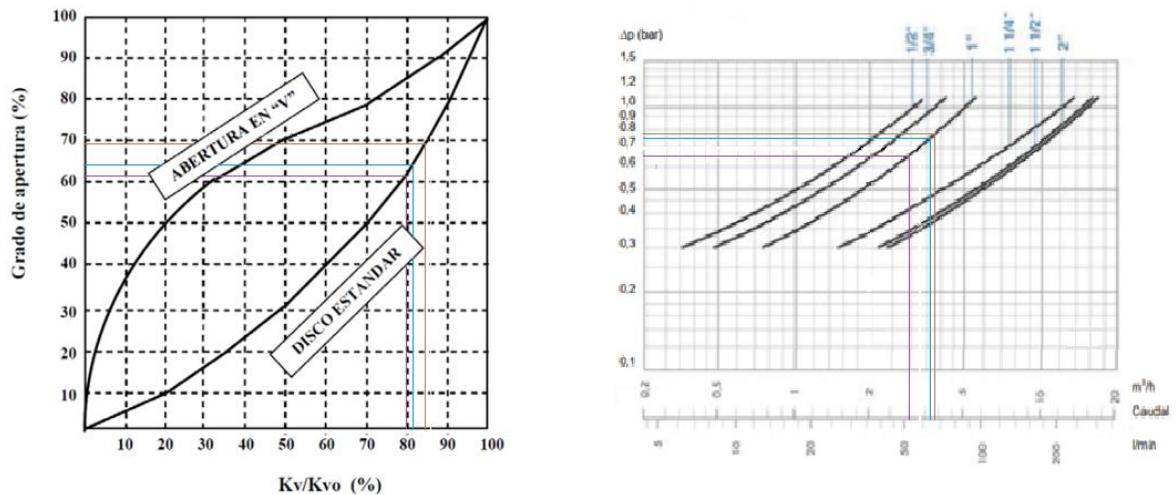 Grado de apertura (%)
100
90
80
70
60
50
40
30
20
10
ABERTURA EN "V"
DISCO ESTANDAR
10 20 30 40 50 60 70 80 90 100
Kv/Kvo (%)
Δp (bar)
1/2" 3/4" 1" 1 1/4" 1 1/2" 2"
1,5
1,0
0,9
0,8
0,7
0,6
0,5
0,4
0,3
0,2
0,1
0,2 0,5 1 2 5 10 20
m³/h
Caudal
5 10 20 50 100 200
l/min